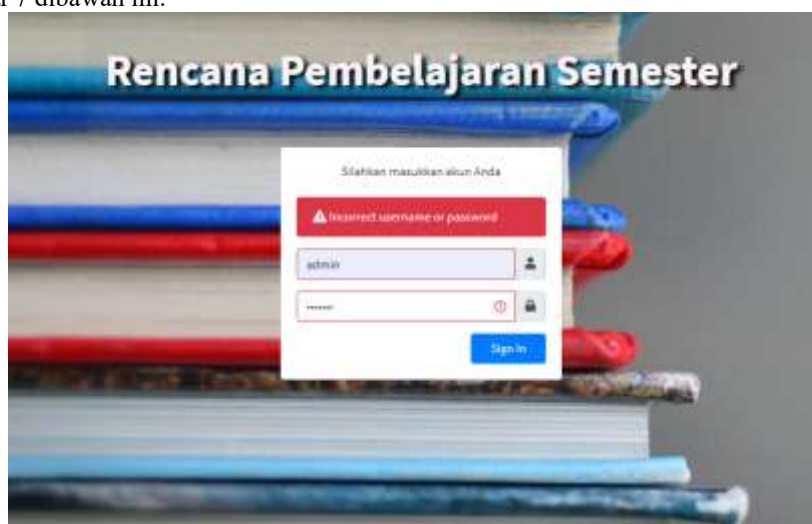 7 dibawah ini.
Rencana Pembelajaran Semester
Silahkan masukkan akun Anda
Incorrect username or password
admin
Sign In